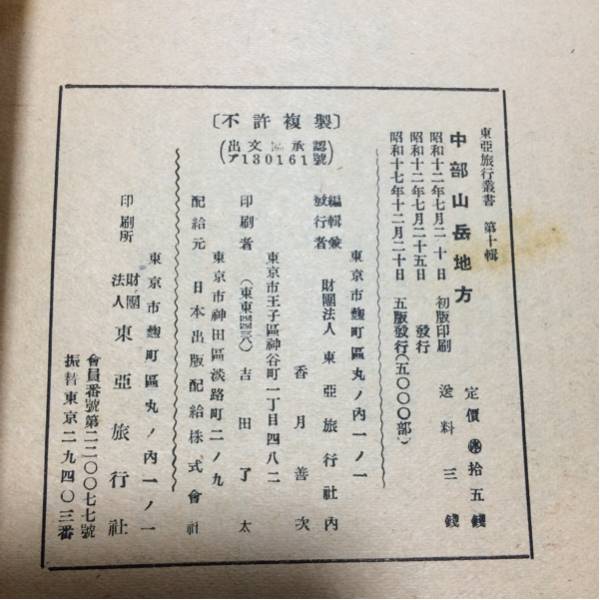 〔不許複製〕
(出文協承認
ア130161號)
東亞旅行叢書 第十輯
中部山岳地方
昭和十二年七月二十日 初版印刷
昭和十二年七月二十五日 發行
昭和十七年十二月二十日 五版發行(五〇〇〇部)
定價 拾五錢
送料 三錢
東京市麴町區丸ノ內一ノ一
財團法人 東亞旅行社內
編輯兼
發行者
香月善次
東京市王子區神谷町一丁目四八二
印刷者 (東東三八) 吉田了太
東京市神田區淡路町二ノ九
配給元 日本出版配給株式會社
東京市麴町區丸ノ內一ノ一
印刷所 財團
法人 東亞旅行社
會員番號第二二〇〇七七號
振替東京二九四〇三番